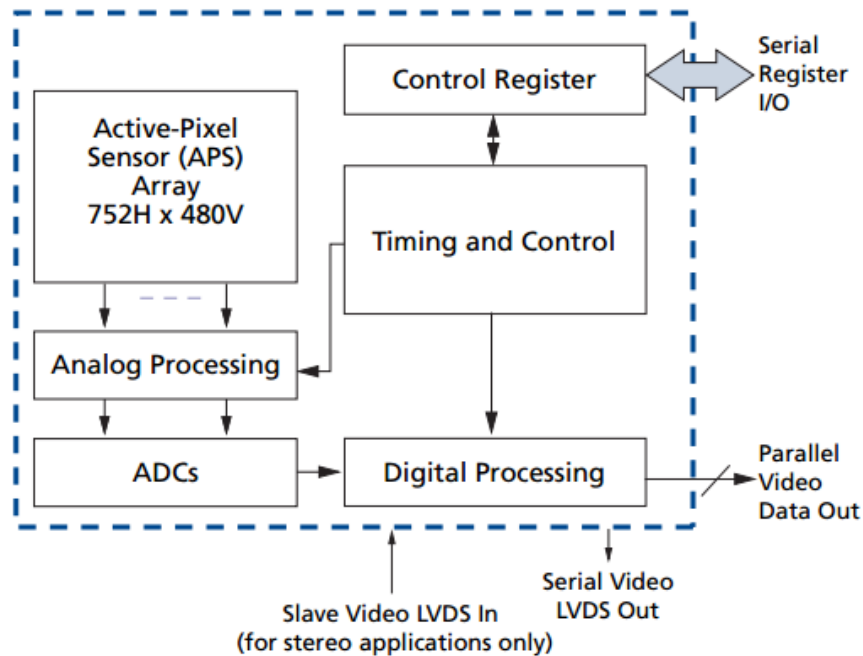 Control Register
Serial
Register
I/O
Active-Pixel
Sensor (APS)
Array
752H x 480V
Timing and Control
Analog Processing
ADCs
Digital Processing
Parallel
Video
Data Out
Slave Video LVDS In
(for stereo applications only)
Serial Video
LVDS Out